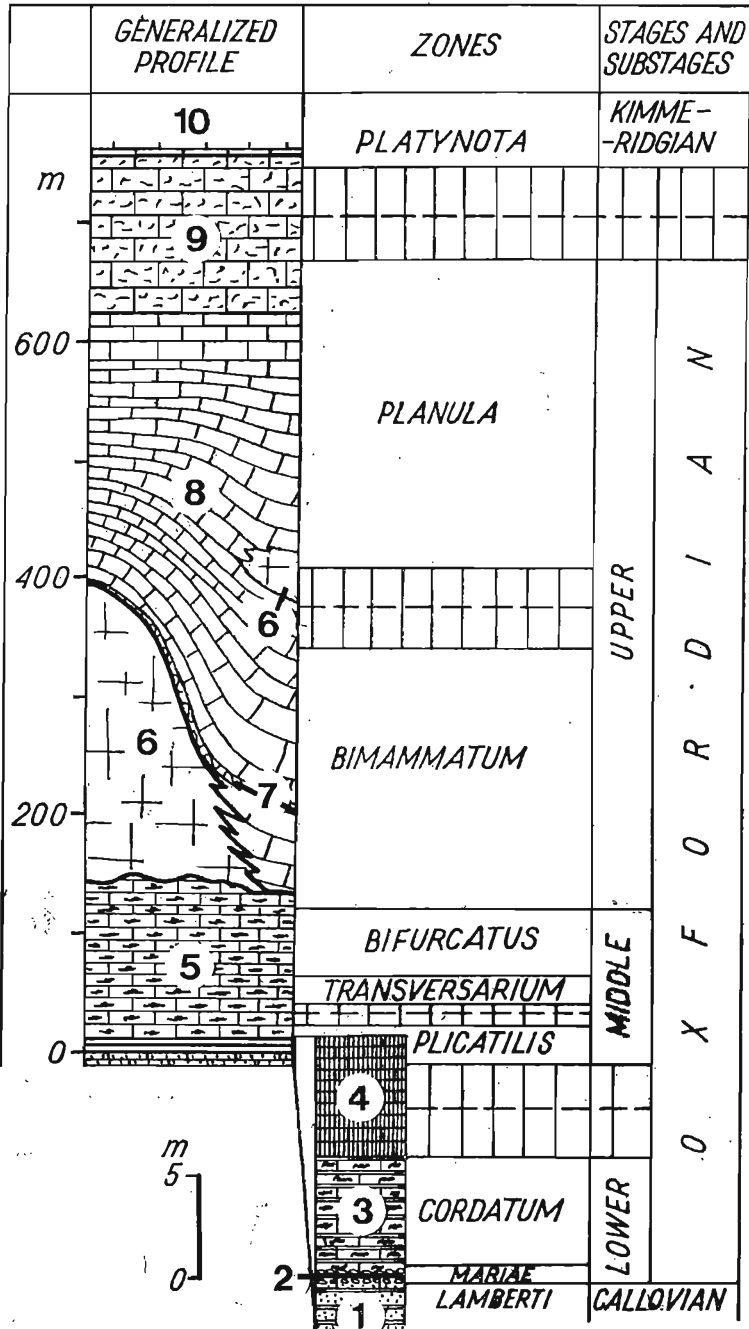 GENERALIZED
PROFILE
ZONES
STAGES AND
SUBSTAGES
10
PLATYNOTA
KIMME-
-RIDGIAN
m
9
600
PLANULA
8
400
6
UPPER
OXFORDIAN
6
BIMAMMATUM
7
200
BIFURCATUS
5
TRANSVERSARIUM
MIDDLE
0
PLICATILIS
4
m
5
3
CORDATUM
LOWER
0
2
MARIAE
LAMBERTI
CALLOVIAN
1